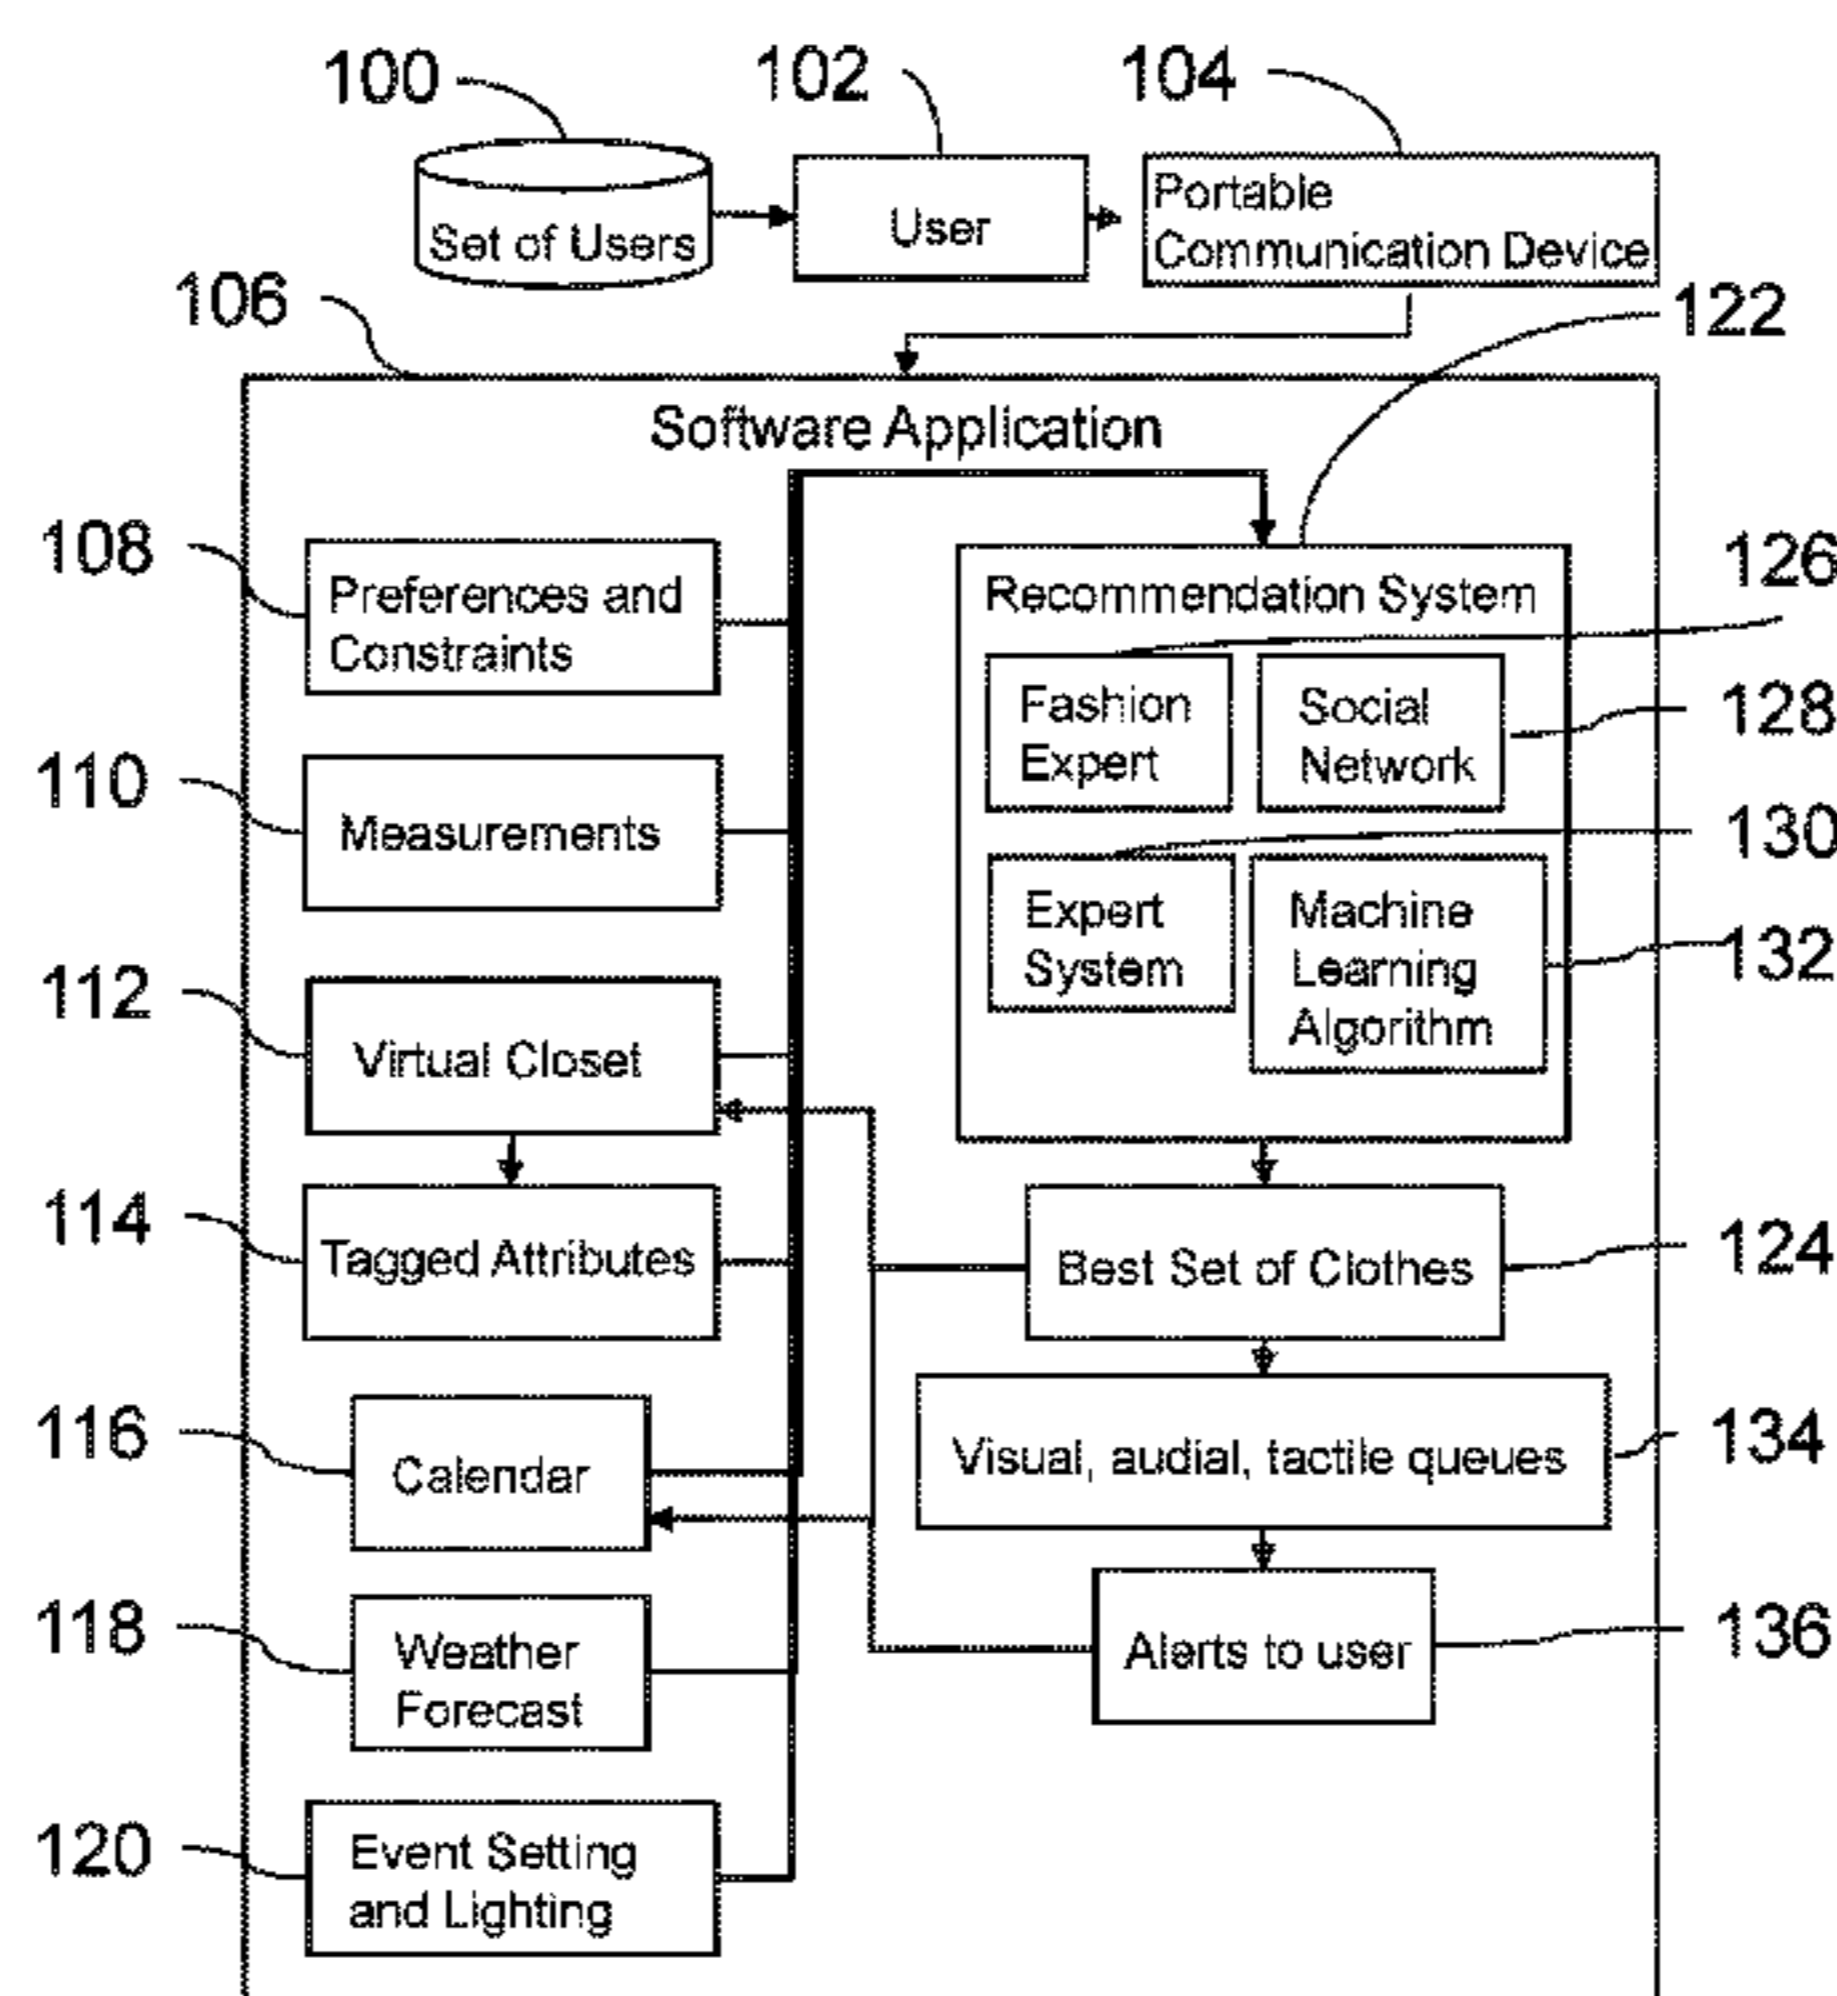 100
102
104
Set of Users
User
Portable
Communication Device
106
122
Software Application
108
Preferences and
Constraints
Recommendation System
126
Fashion
Expert
Social
Network
128
110
Measurements
130
Expert
System
Machine
Learning
Algorithm
132
112
Virtual Closet
114
Tagged Attributes
Best Set of Clothes
124
116
Calendar
Visual, audial, tactile queues
134
118
Weather
Forecast
Alerts to user
136
120
Event Setting
and Lighting